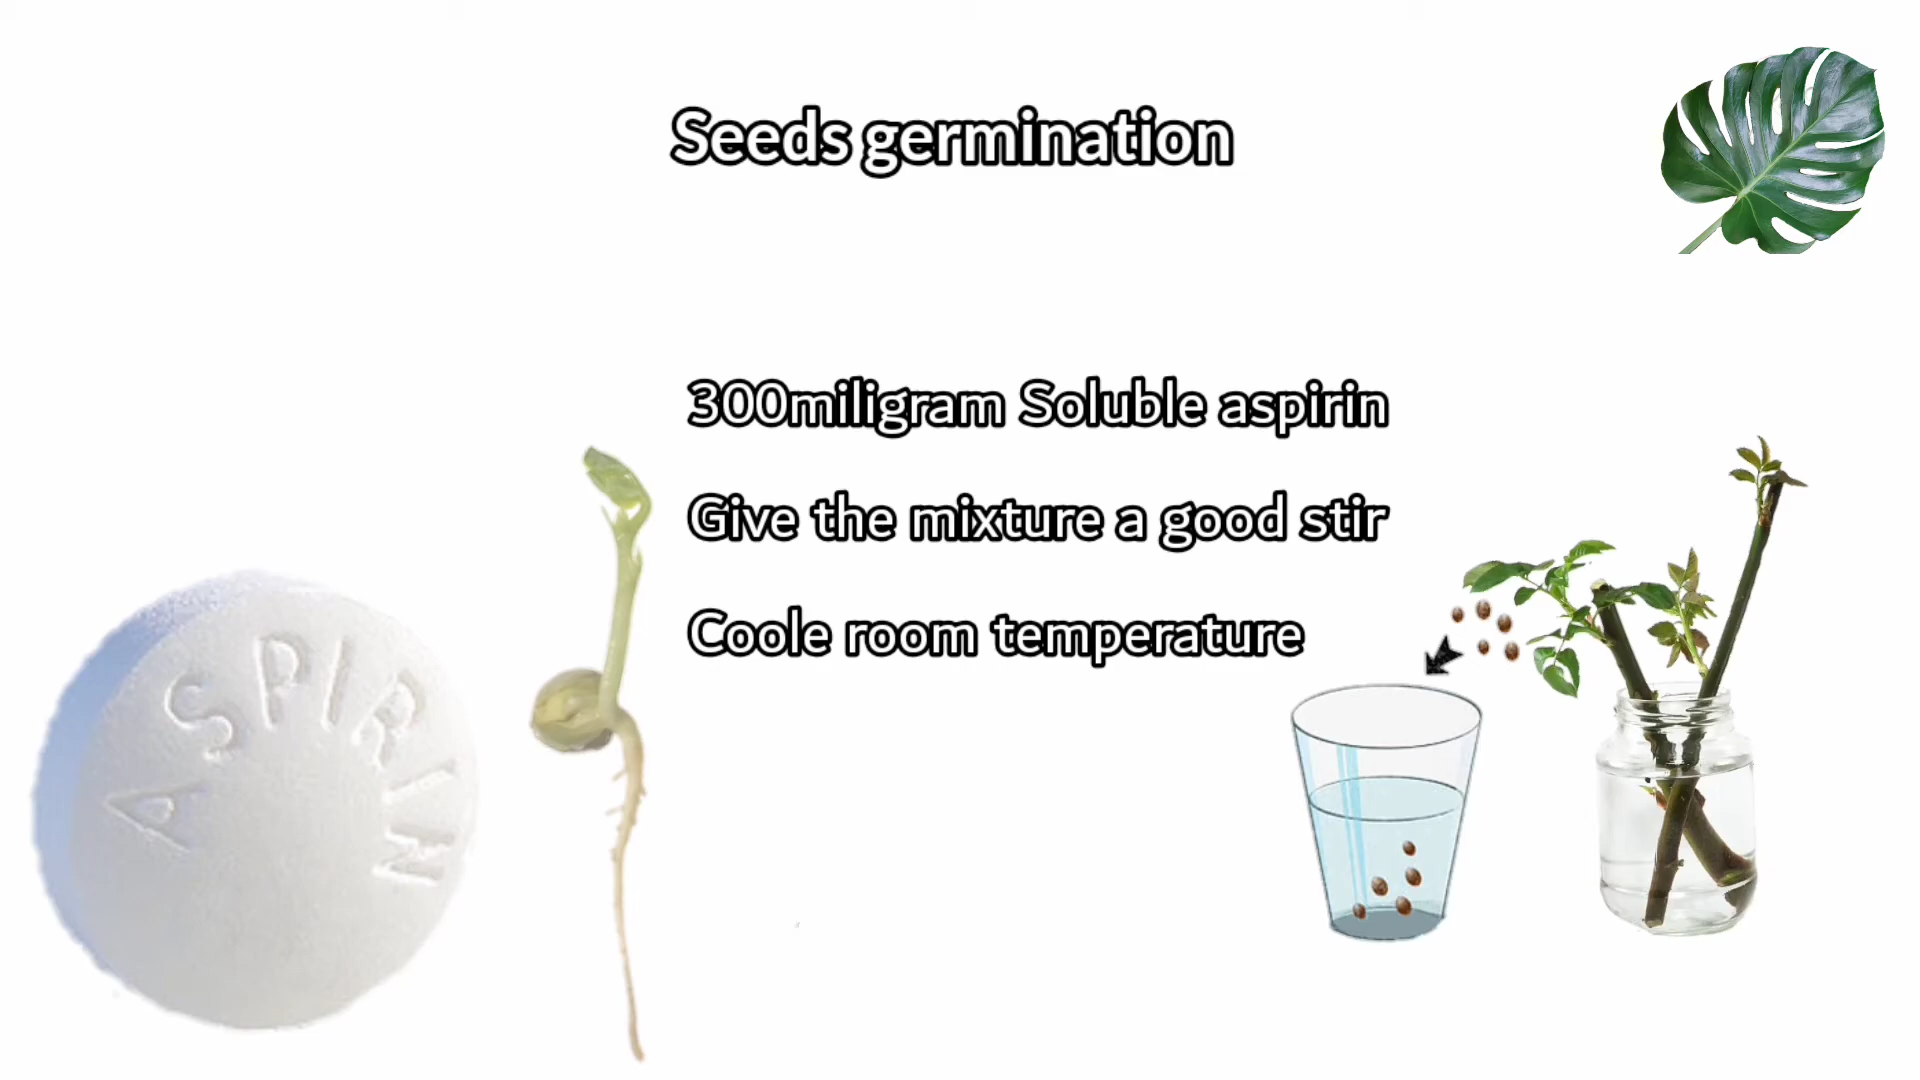 Seeds germination
300miligram Soluble aspirin
Give the mixture a good stir
Coole room temperature
ASPIRIN